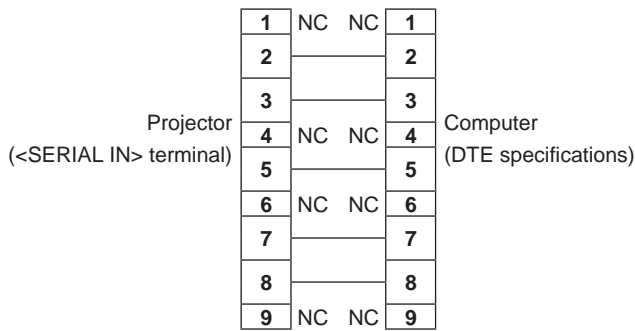 1 NC NC 1
2 2
3 3
Projector
(<SERIAL IN> terminal)
4 NC NC 4
Computer
(DTE specifications)
5 5
6 NC NC 6
7 7
8 8
9 NC NC 9